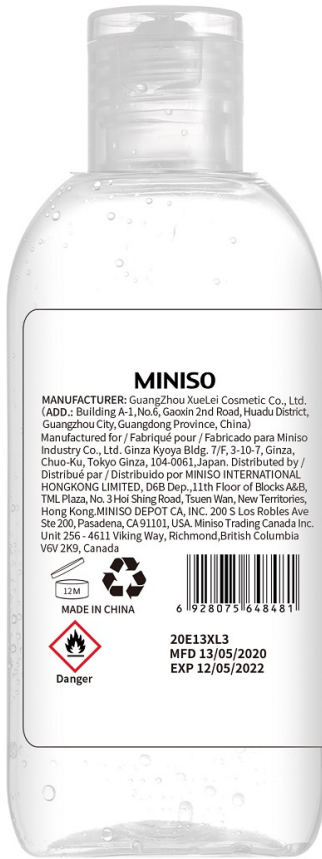 MINISO
MANUFACTURER: GuangZhou XueLei Cosmetic Co., Ltd.
(ADD.: Building A-1,No.6, Gaoxin 2nd Road, Huadu District,
Guangzhou City, Guangdong Province, China)
Manufactured for / Fabriqué pour / Fabricado para Miniso
Industry Co., Ltd. Ginza Kyoya Bldg. 7/F, 3-10-7, Ginza,
Chuo-Ku, Tokyo Ginza, 104-0061,Japan. Distributed by /
Distribué par / Distribuido por MINISO INTERNATIONAL
HONGKONG LIMITED, D6B Dep.,11th Floor of Blocks A&B,
TML Plaza, No. 3 Hoi Shing Road, Tsuen Wan, New Territories,
Hong Kong.MINISO DEPOT CA, INC. 200 S Los Robles Ave
Ste 200, Pasadena, CA 91101, USA. Miniso Trading Canada Inc.
Unit 256 - 4611 Viking Way, Richmond,British Columbia
V6V 2K9, Canada
12M
MADE IN CHINA
6 928075 648481
Danger
20E13XL3
MFD 13/05/2020
EXP 12/05/2022